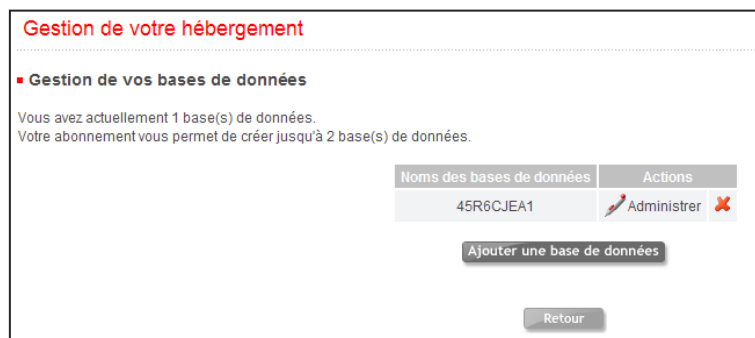 Gestion de votre hébergement
Gestion de vos bases de données
Vous avez actuellement 1 base(s) de données.
Votre abonnement vous permet de créer jusqu'à 2 base(s) de données.
Noms des bases de données Actions
45R6CJEA1 Administrer
Ajouter une base de données
Retour